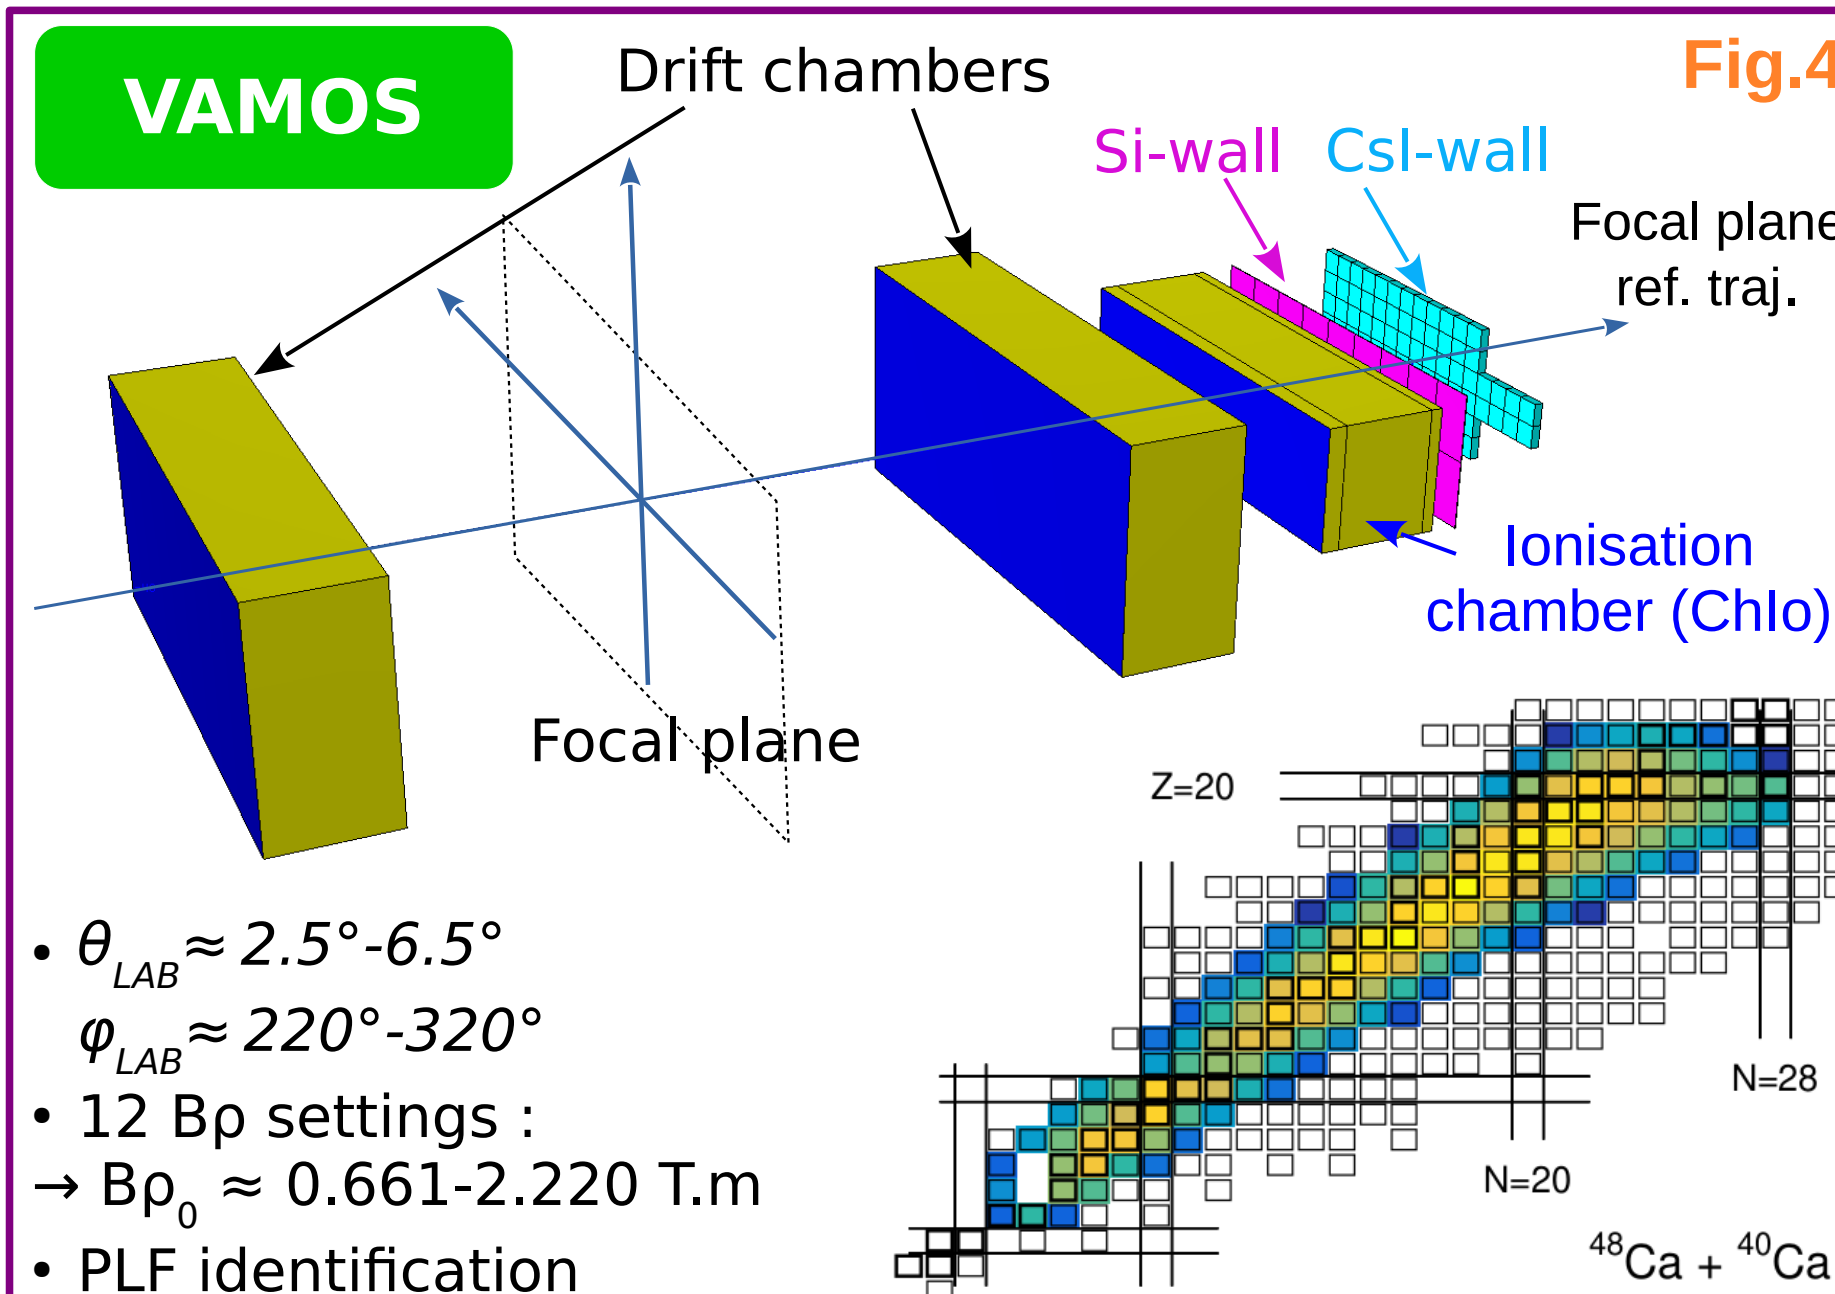 VAMOS
Drift chambers
Fig.4
Si-wall
CsI-wall
Focal plane
ref. traj.
Ionisation
chamber (ChIo)
Focal plane
Z=20
N=28
N=20
⁴⁸Ca + ⁴⁰Ca
• θLAB ≈ 2.5°-6.5°
φLAB ≈ 220°-320°
• 12 Bρ settings :
→ Bρ₀ ≈ 0.661-2.220 T.m
• PLF identification